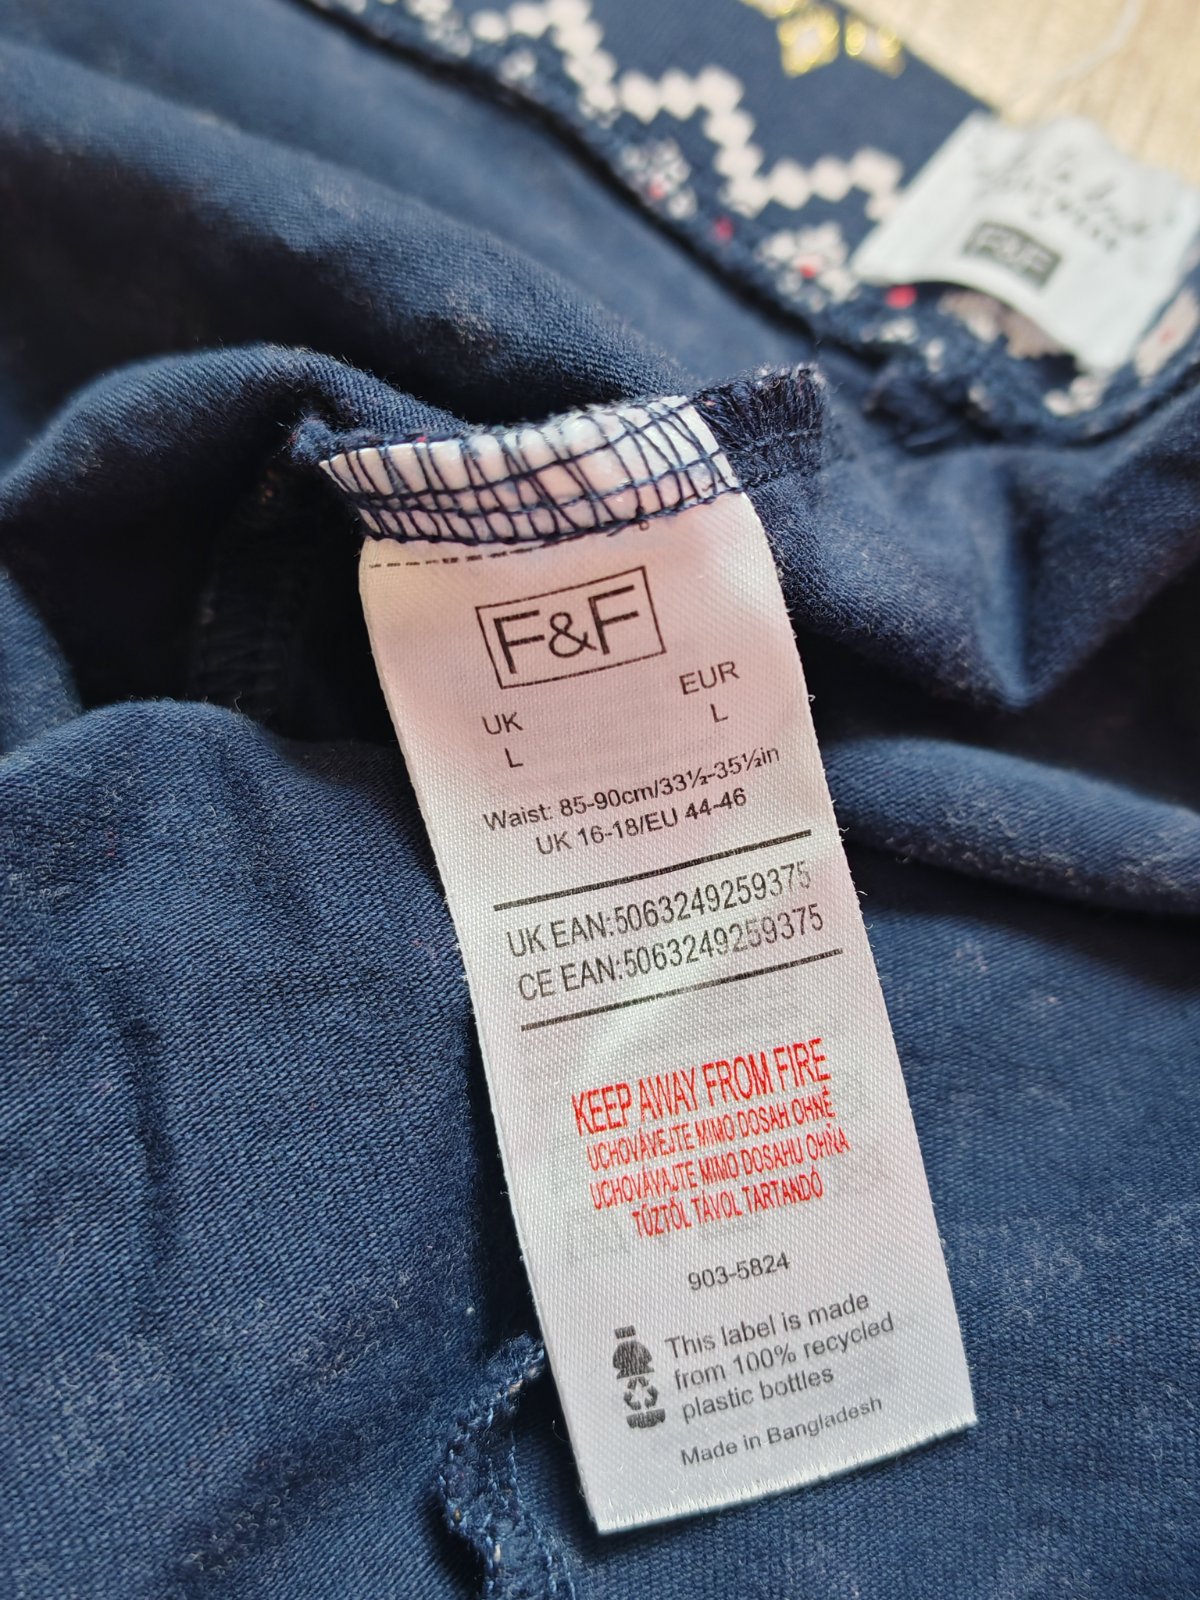 F&F
F&F
UK EUR
L L
Waist: 85-90cm/33½-35½in
UK 16-18/EU 44-46
UK EAN:5063249259375
CE EAN:5063249259375
KEEP AWAY FROM FIRE
UCHOVÁVEJTE MIMO DOSAH OHNĚ
UCHOVÁVAJTE MIMO DOSAHU OHŇA
TŰZTŐL TÁVOL TARTANDÓ
903-5824
This label is made
from 100% recycled
plastic bottles
Made in Bangladesh